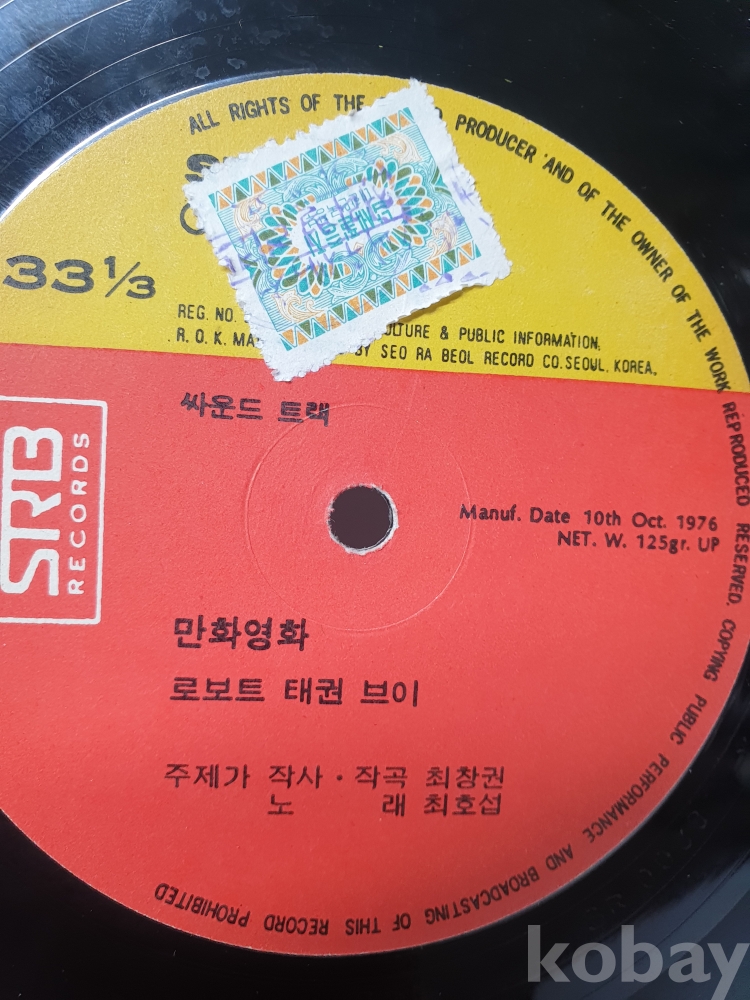 ALL RIGHTS OF THE PRODUCER AND OF THE OWNER OF THE WORK REPRODUCED RESERVED. COPYING PUBLIC PERFORMANCE AND BROADCASTING OF THIS RECORD PROHIBITED
33 1/3
REG. NO.
R. O. K. & PUBLIC INFORMATION,
BY SEO RA BEOL RECORD CO. SEOUL, KOREA.
싸운드 트랙
SRB
RECORDS
Manuf. Date 10th Oct. 1976
NET. W. 125gr. UP
만화영화
로보트 태권 브이
주제가 작사·작곡 최창권
노 래 최호섭
kobay